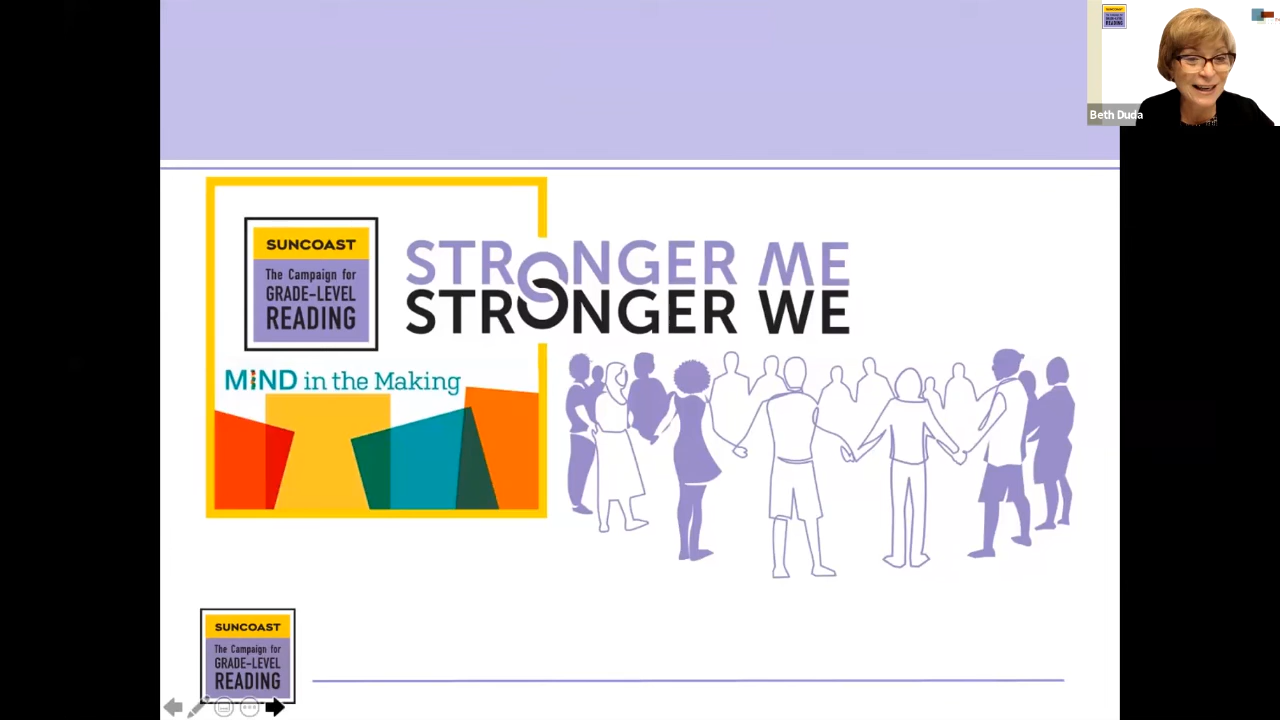 Beth Duda
SUNCOAST
The Campaign for
GRADE-LEVEL
READING
STRONGER ME
STRONGER WE
MIND in the Making
SUNCOAST
The Campaign for
GRADE-LEVEL
READING